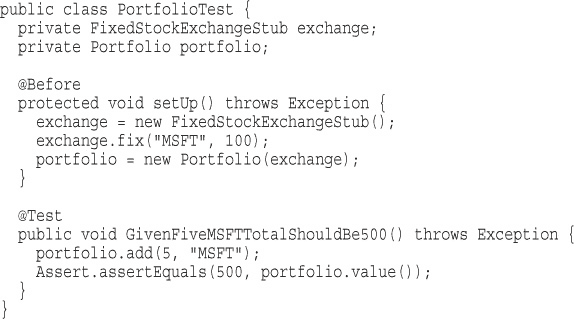 public class PortfolioTest {
private FixedStockExchangeStub exchange;
private Portfolio portfolio;
@Before
protected void setUp() throws Exception {
exchange = new FixedStockExchangeStub();
exchange.fix("MSFT", 100);
portfolio = new Portfolio(exchange);
}
@Test
public void GivenFiveMSFTTotalShouldBe500() throws Exception {
portfolio.add(5, "MSFT");
Assert.assertEquals(500, portfolio.value());
}
}